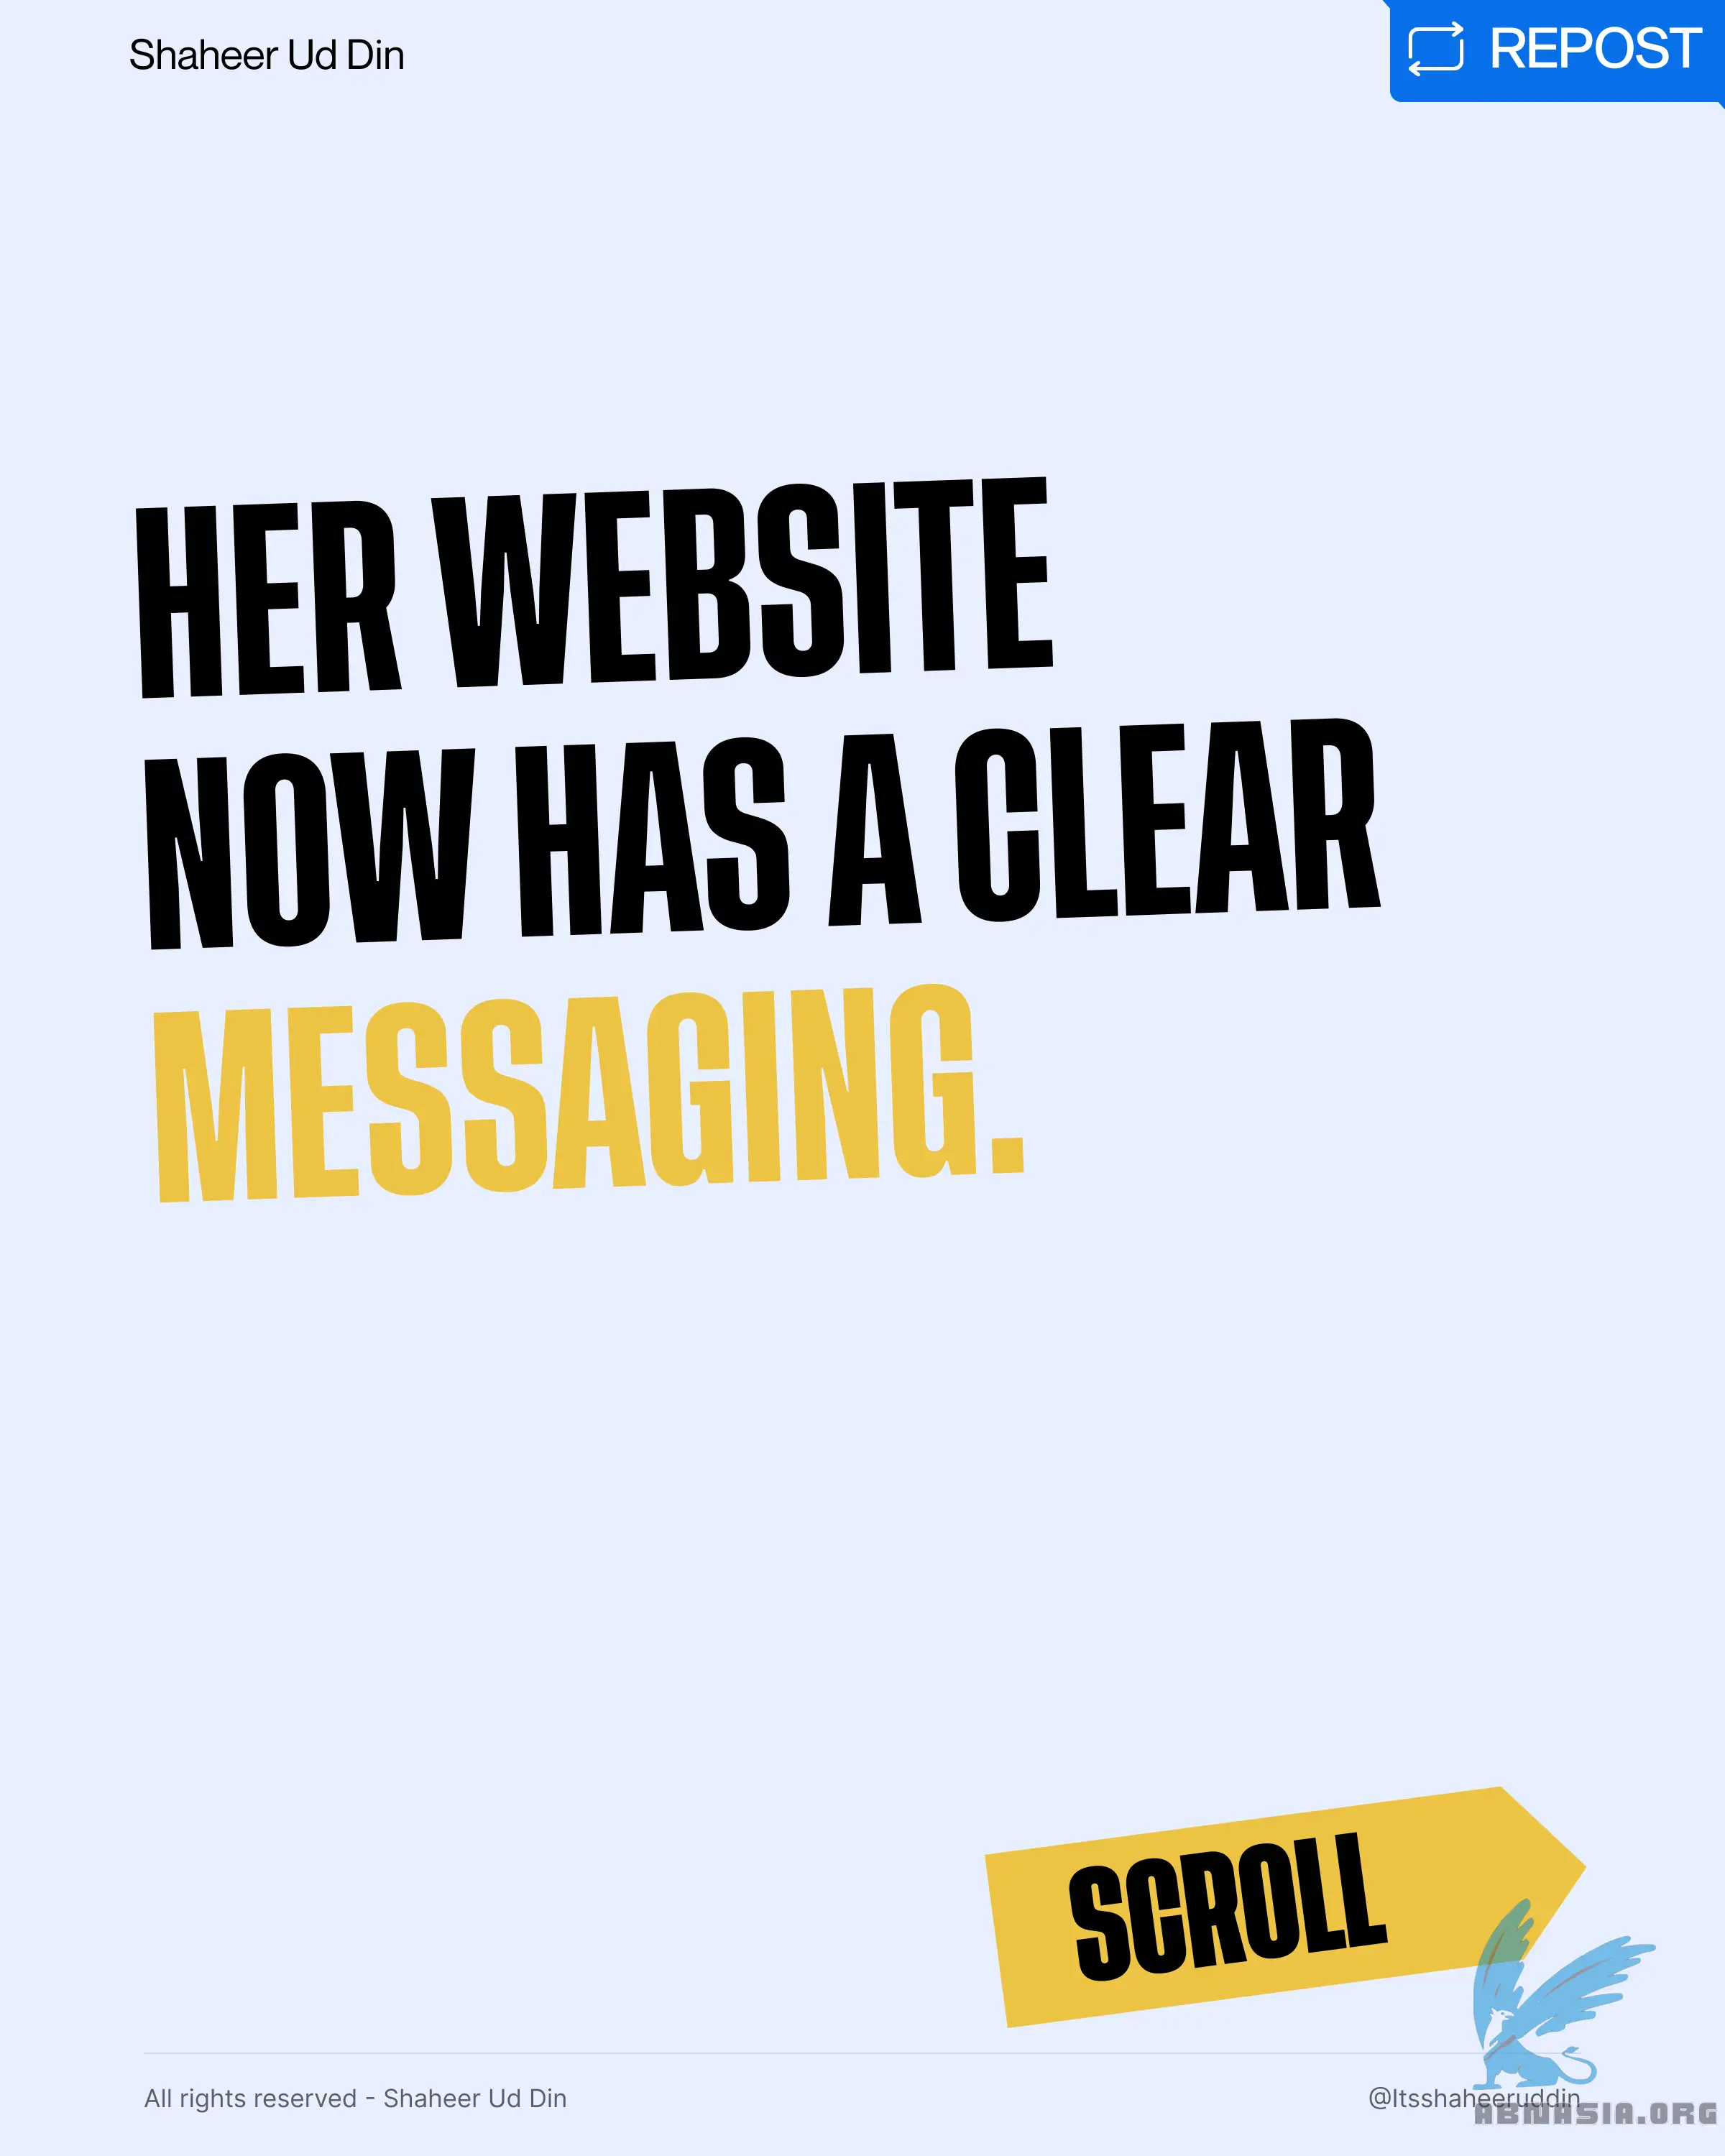 Shaheer Ud Din
REPOST
HER WEBSITE
NOW HAS A CLEAR
MESSAGING.
SCROLL
All rights reserved - Shaheer Ud Din
@Itsshaheeruddin
ABNASIA.ORG